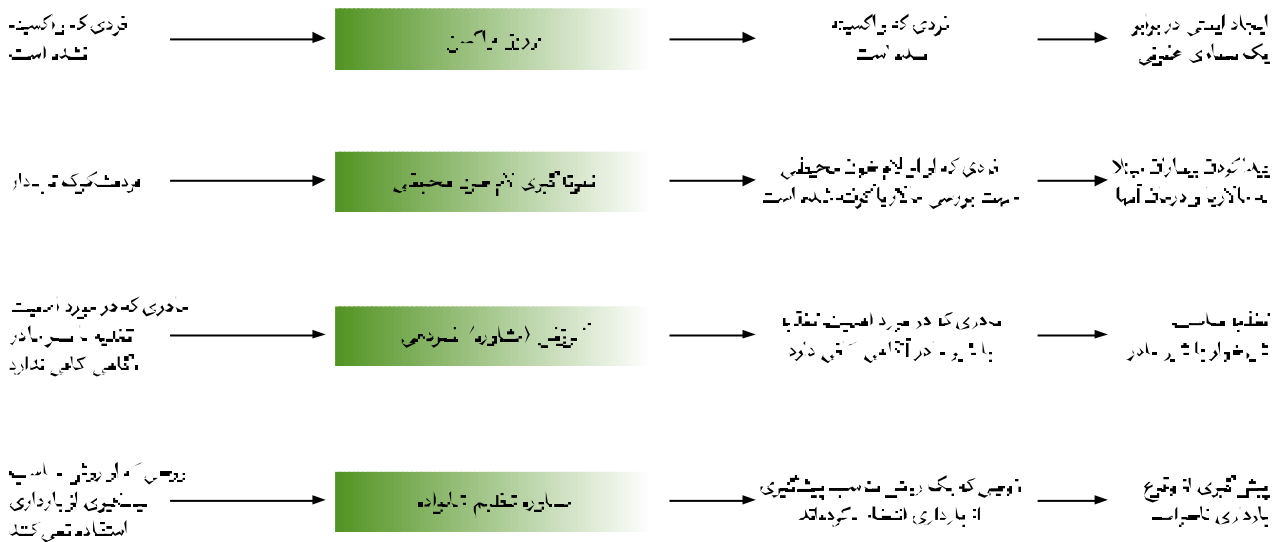 فردی که واکسینه
نشده است
تزریق واکسن
فردی که واکسینه
شده است
ایجاد ایمنی در برابر
یک بیماری عفونی
فرد مشکوک تب‌دار
نمونه گیری لام خون محیطی
فردی که از او لام خون محیطی
جهت بررسی مالاریا گرفته شده است
پیدا کردن بیماران مبتلا
به مالاریا و درمان آنها
مادری که در مورد اهمیت
تغذیه با شیر مادر
آگاهی کافی ندارد
آموزش (مشاوره)
مادری که در مورد اهمیت تغذیه
با شیر مادر آگاهی کافی دارد
تغذیه مناسب
شیرخوار با شیر مادر
زوجی که از روش مناسب
پیشگیری از بارداری
استفاده نمی‌کنند
مشاوره تنظیم خانواده
زوجی که یک روش مناسب پیشگیری
از بارداری انتخاب کرده‌اند
پیش گیری از وقوع
بارداری ناخواسته